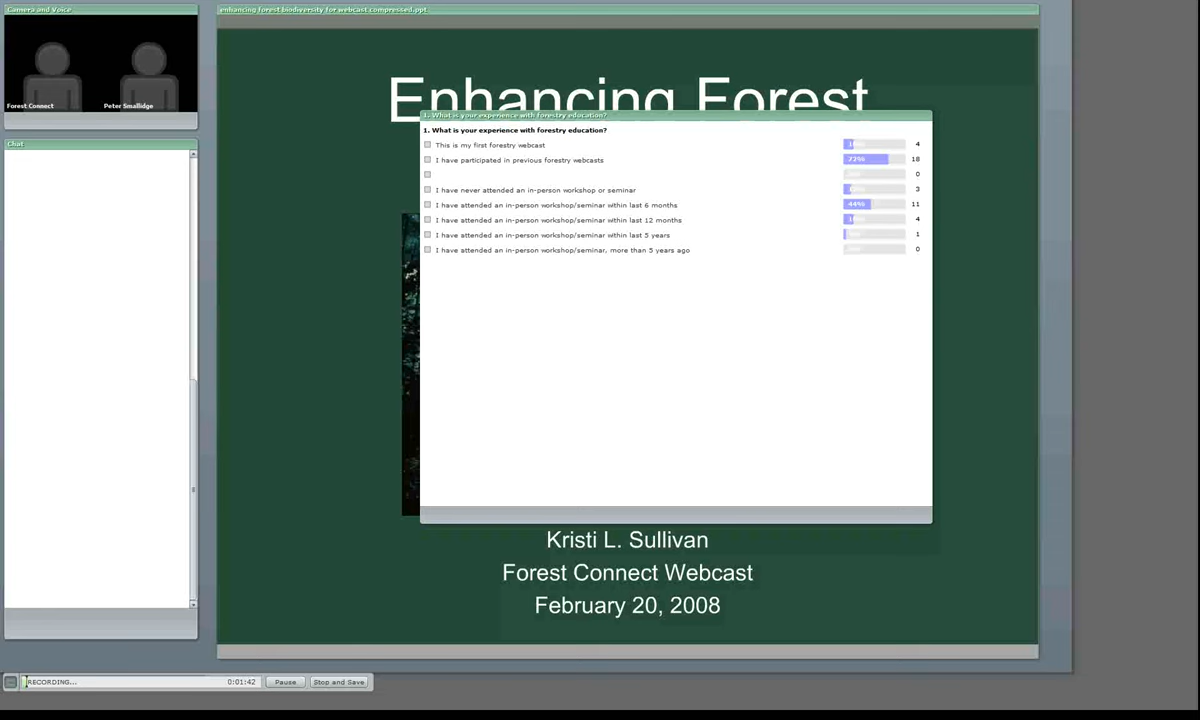 Camera and Voice
Forest Connect
Peter Smallidge
Chat
enhancing forest biodiversity for webcast compressed.ppt
Enhancing Forest
1. What is your experience with forestry education?
1. What is your experience with forestry education?
This is my first forestry webcast 4
I have participated in previous forestry webcasts 72% 18
0
I have never attended an in-person workshop or seminar 3
I have attended an in-person workshop/seminar within last 6 months 44% 11
I have attended an in-person workshop/seminar within last 12 months 4
I have attended an in-person workshop/seminar within last 5 years 1
I have attended an in-person workshop/seminar, more than 5 years ago 0
Kristi L. Sullivan
Forest Connect Webcast
February 20, 2008
RECORDING... 0:01:42 Pause Stop and Save